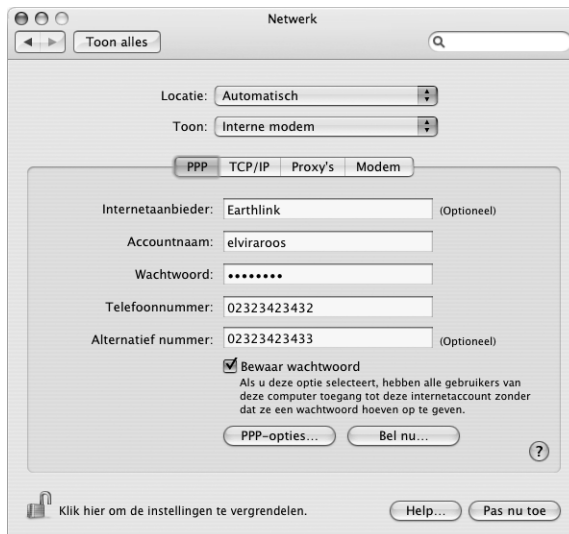 Netwerk
Toon alles
Locatie: Automatisch
Toon: Interne modem
PPP TCP/IP Proxy's Modem
Internetaanbieder: Earthlink (Optioneel)
Accountnaam: elviraroos
Wachtwoord: ••••••••
Telefoonnummer: 02323423432
Alternatief nummer: 02323423433 (Optioneel)
Bewaar wachtwoord
Als u deze optie selecteert, hebben alle gebruikers van
deze computer toegang tot deze internetaccount zonder
dat ze een wachtwoord hoeven op te geven.
PPP-opties... Bel nu...
?
Klik hier om de instellingen te vergrendelen. Help... Pas nu toe